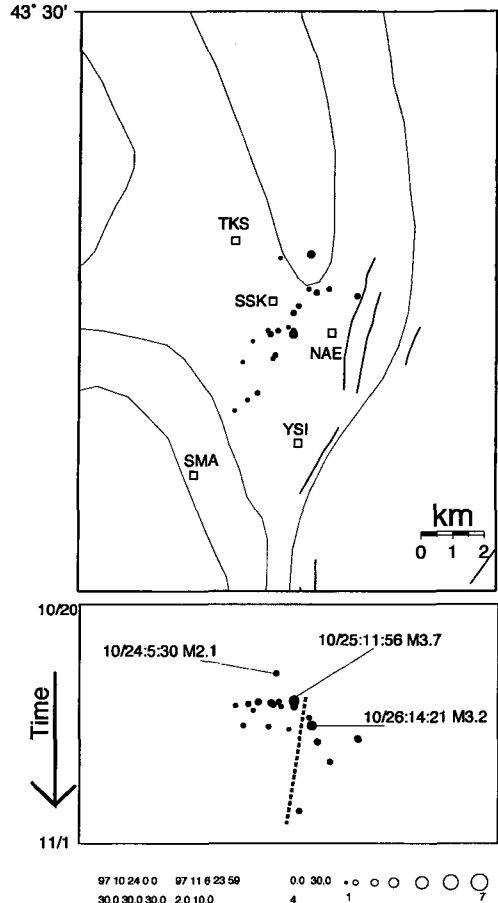 43° 30'
TKS
SSK
NAE
YSI
SMA
km
0 1 2
10/20
10/24:5:30 M2.1
10/25:11:56 M3.7
10/26:14:21 M3.2
Time
11/1
97 10 24 0 0 97 11 6 23 59 0.0 30.0
30.0 30.0 30.0 2.0 10.0 4 1 7